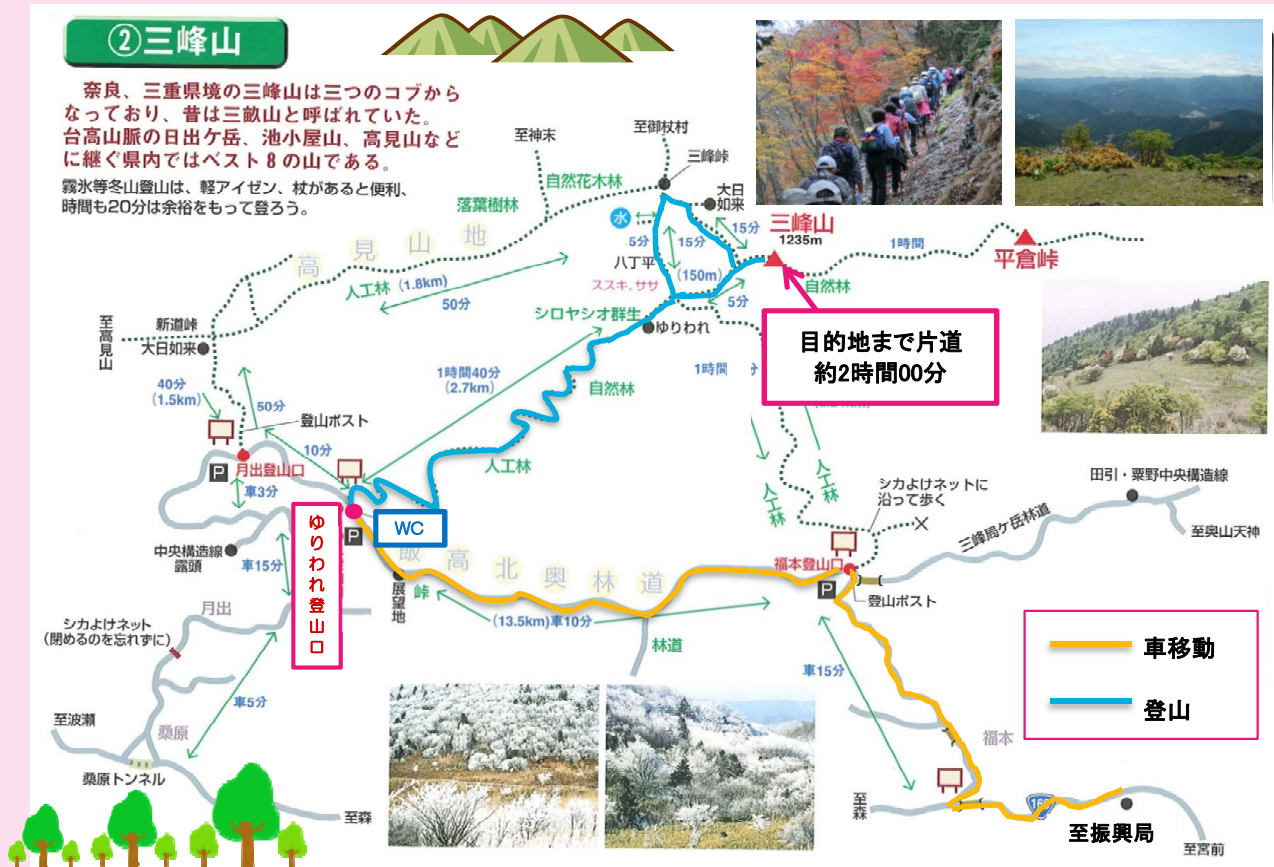 ②三峰山
奈良、三重県境の三峰山は三つのコブから
なっており、昔は三畝山と呼ばれていた。
台高山脈の日出ケ岳、池小屋山、高見山など
に継ぐ県内ではベスト８の山である。
霧氷等冬山登山は、軽アイゼン、杖があると便利、
時間も20分は余裕をもって登ろう。
至神末
至御杖村
三峰峠
自然花木林
大日
如来
落葉樹林
水
5分
15分
15分
三峰山
1235m
1時間
平倉峠
高見山地
八丁平
(150m)
ススキ、ササ
自然林
人工林 (1.8km)
50分
5分
シロヤシオ群生
ゆりわれ
至高見山
新道峠
大日如来
目的地まで片道
約2時間00分
1時間40分
(2.7km)
1時間
自然林
40分
(1.5km)
50分
登山ポスト
10分
人工林
人工林
人工林
P
月出登山口
車3分
シカよけネットに
沿って歩く
田引・粟野中央構造線
至奥山天神
三峰局ケ岳林道
ゆりわれ登山口
WC
P
中央構造線
露頭
車15分
飯高北奥林道
福本登山口
P
登山ポスト
展望地
峠
(13.5km)車10分
林道
月出
シカよけネット
(閉めるのを忘れずに)
車5分
車15分
車移動
登山
至波瀬
桑原
桑原トンネル
至森
福本
至森
至振興局
至宮前